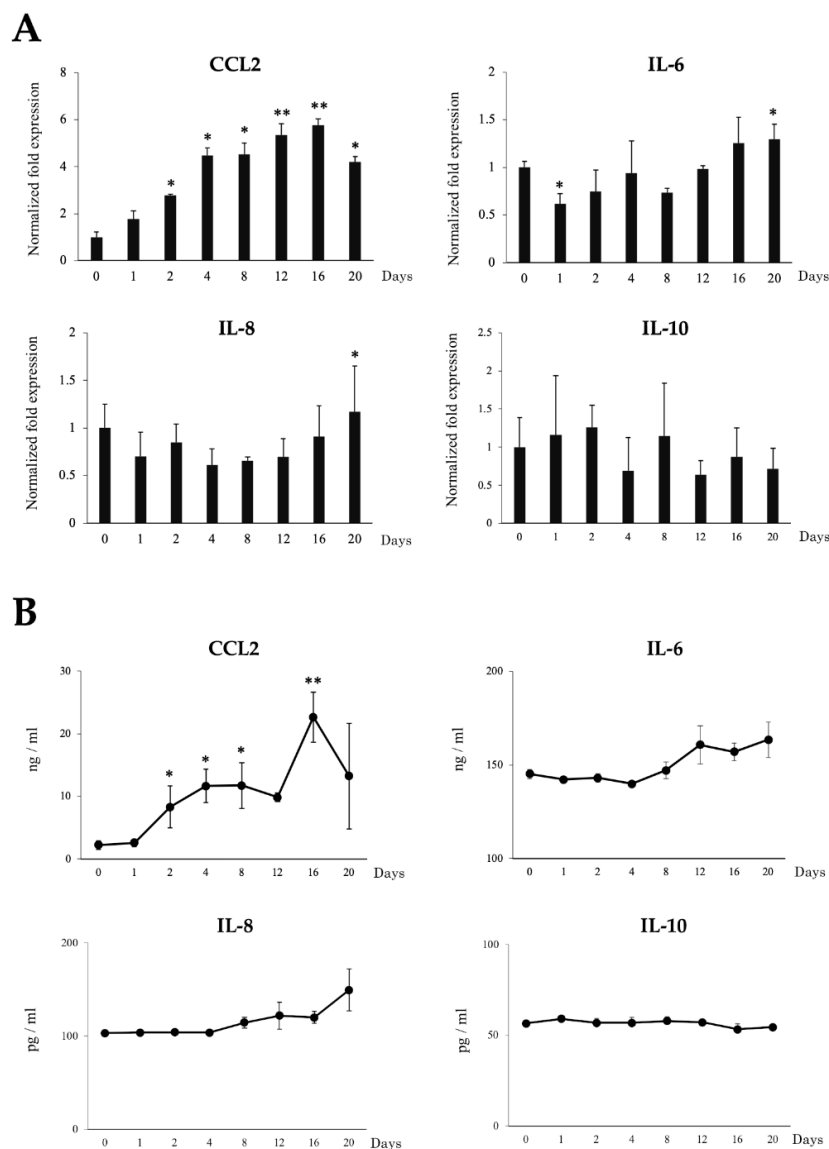 A
CCL2
Normalized fold expression
8
6
4
2
0
*
*
*
**
**
*
0 1 2 4 8 12 16 20 Days
IL-6
Normalized fold expression
2
1.5
1
0.5
0
*
*
0 1 2 4 8 12 16 20 Days
IL-8
Normalized fold expression
2
1.5
1
0.5
0
*
0 1 2 4 8 12 16 20 Days
IL-10
Normalized fold expression
2.5
2
1.5
1
0.5
0
0 1 2 4 8 12 16 20 Days
B
CCL2
ng / ml
30
20
10
0
*
*
*
**
0 1 2 4 8 12 16 20 Days
IL-6
pg / ml
200
150
100
0 1 2 4 8 12 16 20 Days
IL-8
pg / ml
200
100
0
0 1 2 4 8 12 16 20 Days
IL-10
pg / ml
100
50
0
0 1 2 4 8 12 16 20 Days